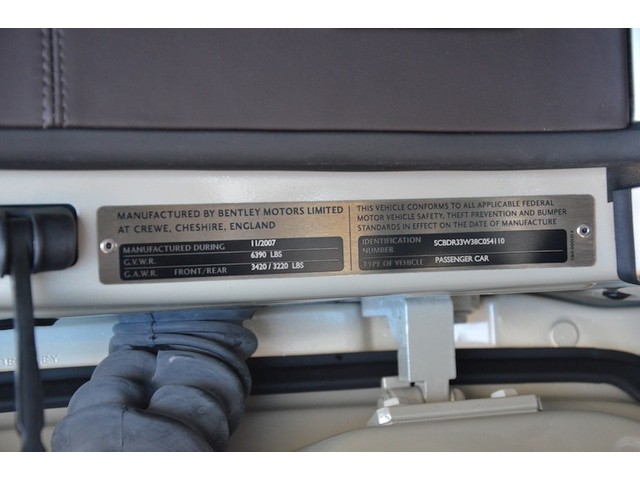 MANUFACTURED BY BENTLEY MOTORS LIMITED
AT CREWE, CHESHIRE, ENGLAND
MANUFACTURED DURING 11/2007
G.V.W.R. 6390 LBS
G.A.W.R. FRONT/REAR 3420 / 3220 LBS
THIS VEHICLE CONFORMS TO ALL APPLICABLE FEDERAL
MOTOR VEHICLE SAFETY, THEFT PREVENTION AND BUMPER
STANDARDS IN EFFECT ON THE DATE OF MANUFACTURE
IDENTIFICATION
NUMBER SCBDR33W38C054110
TYPE OF VEHICLE PASSENGER CAR